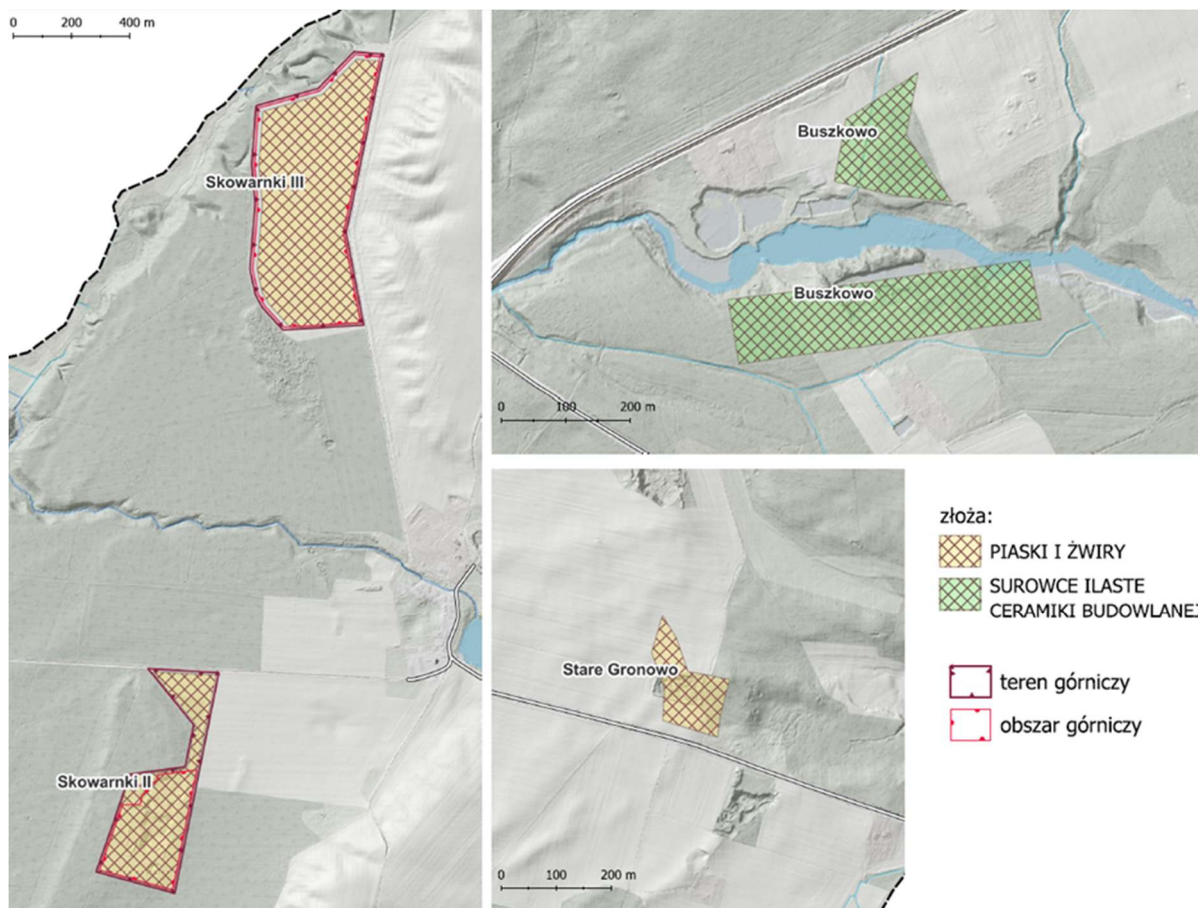 0 200 400 m
Skowarnki III
Skowarnki II
Buszkowo
Buszkowo
0 100 200 m
Stare Gronowo
0 100 200 m
złoża:
PIASKI I ŻWIRY
SUROWCE ILASTE
CERAMIKI BUDOWLANEJ
teren górniczy
obszar górniczy